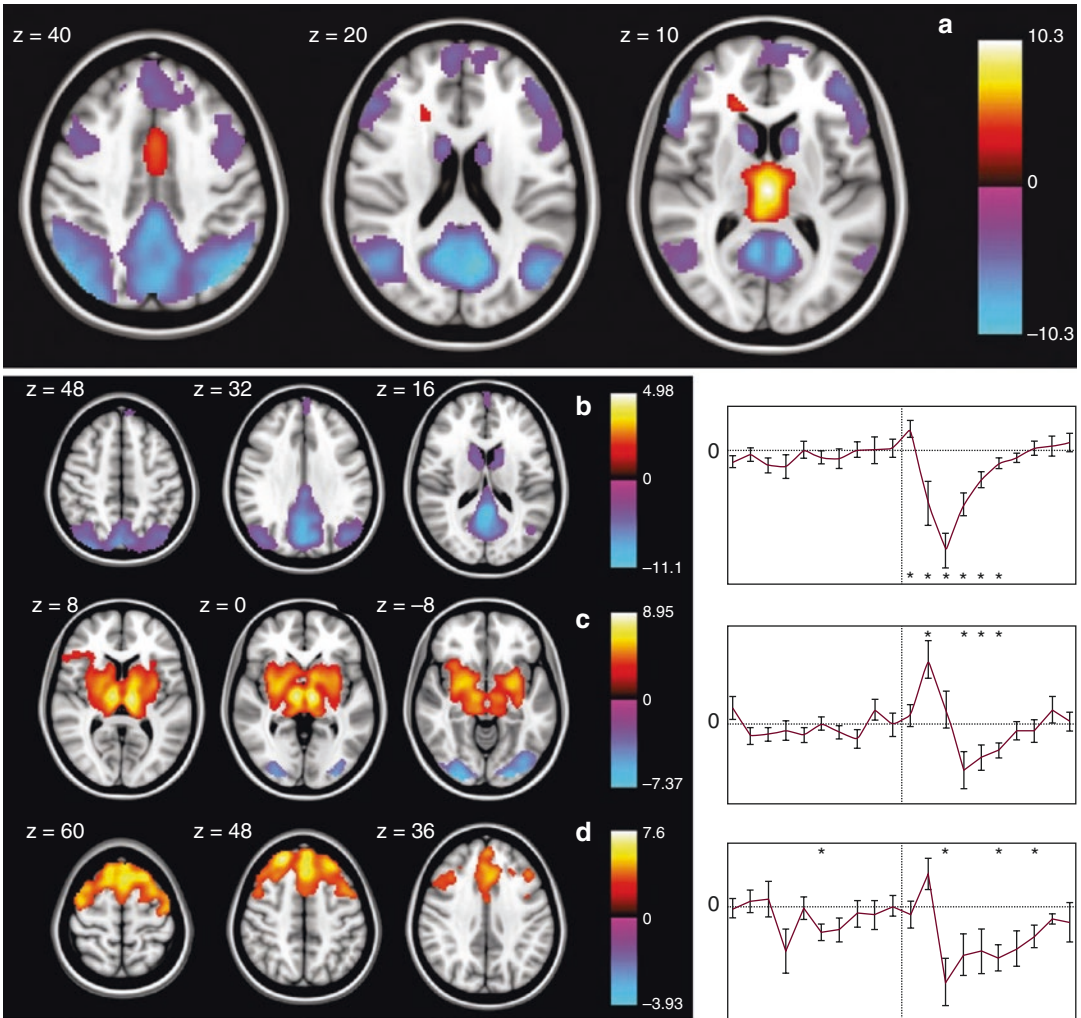 z = 40 z = 20 z = 10 a 10.3
0
–10.3
z = 48 z = 32 z = 16 b 4.98
0
–11.1
0
* * * * * *
z = 8 z = 0 z = –8 c 8.95
0
–7.37
* * * *
0
z = 60 z = 48 z = 36 d 7.6
0
–3.93
* * * *
0